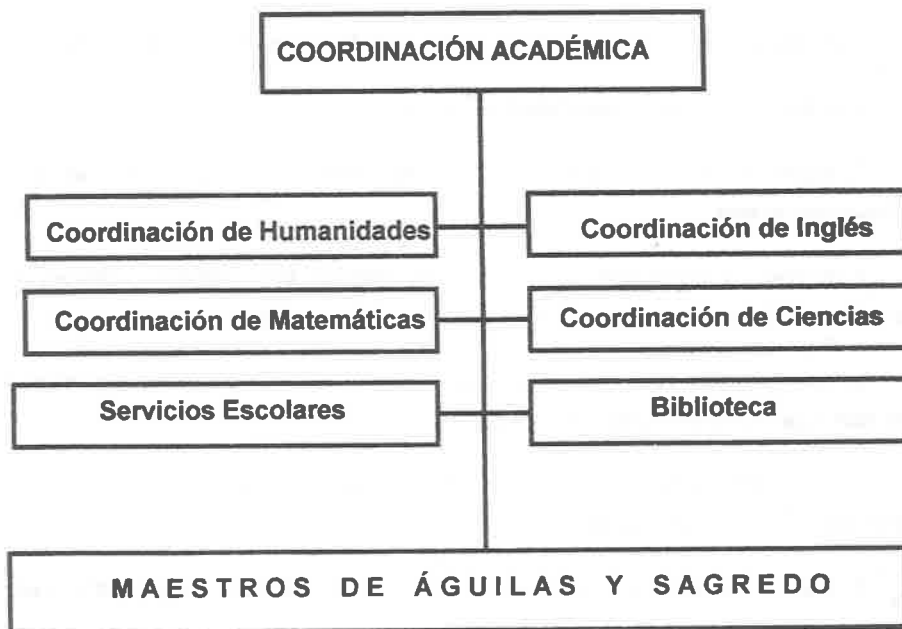 COORDINACIÓN ACADÉMICA
Coordinación de Humanidades
Coordinación de Inglés
Coordinación de Matemáticas
Coordinación de Ciencias
Servicios Escolares
Biblioteca
MAESTROS DE ÁGUILAS Y SAGREDO